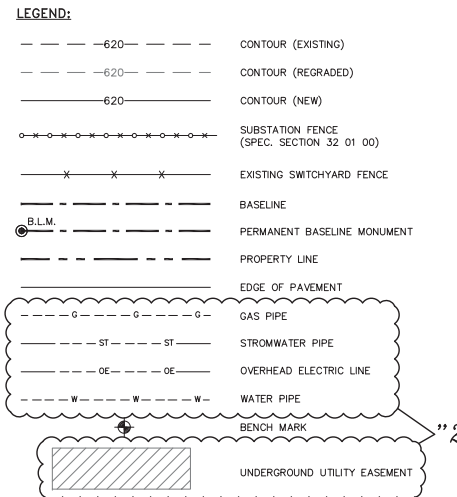 LEGEND:
620 CONTOUR (EXISTING)
620 CONTOUR (REGRADED)
620 CONTOUR (NEW)
SUBSTATION FENCE
(SPEC. SECTION 32 01 00)
X X X EXISTING SWITCHYARD FENCE
BASELINE
B.L.M.
PERMANENT BASELINE MONUMENT
PROPERTY LINE
EDGE OF PAVEMENT
G G G GAS PIPE
ST ST STROMWATER PIPE
OE OE OVERHEAD ELECTRIC LINE
W W W WATER PIPE
BENCH MARK
UNDERGROUND UTILITY EASEMENT